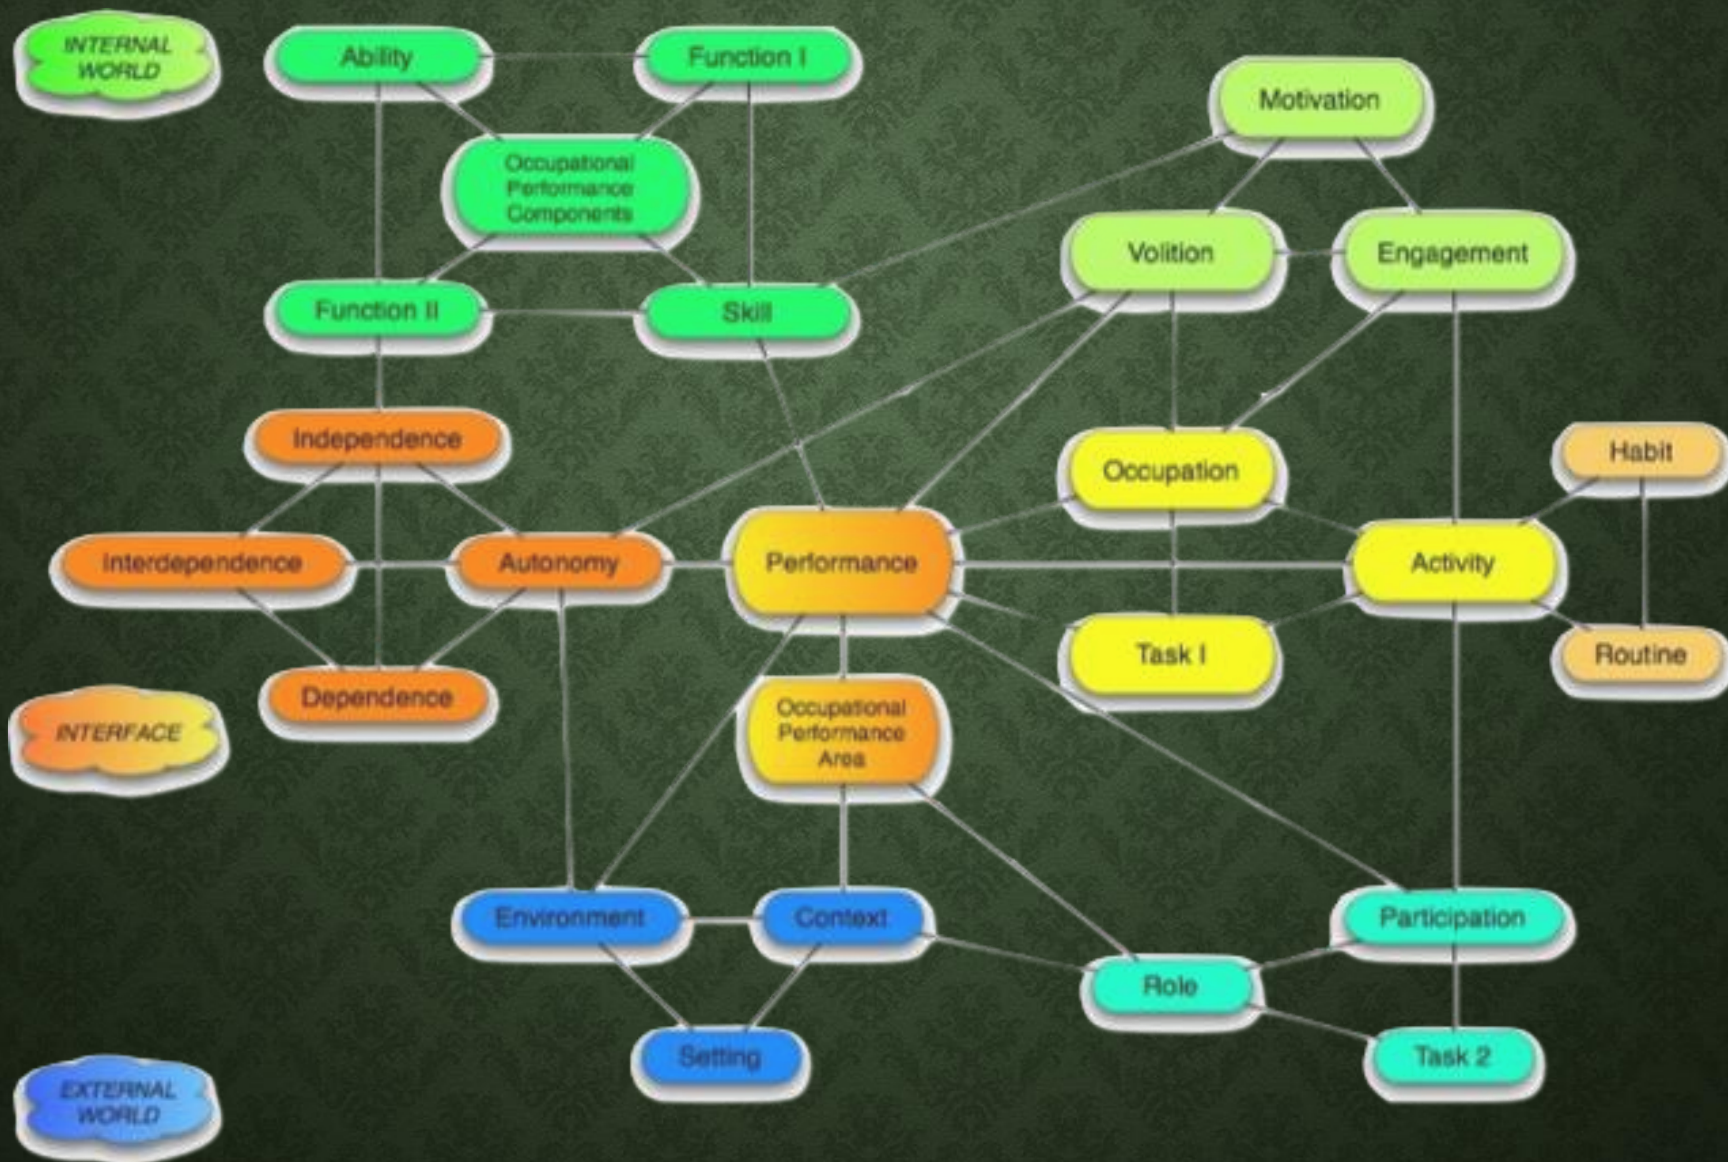 INTERNAL
WORLD
Ability
Function I
Motivation
Occupational
Performance
Components
Volition
Engagement
Function II
Skill
Independence
Occupation
Habit
Interdependence
Autonomy
Performance
Activity
Task I
Routine
Dependence
INTERFACE
Occupational
Performance
Area
Environment
Context
Participation
Role
Setting
Task 2
EXTERNAL
WORLD